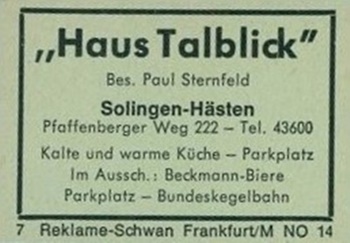 „Haus Talblick"
Bes. Paul Sternfeld
Solingen-Hästen
Pfaffenberger Weg 222 – Tel. 43600
Kalte und warme Küche – Parkplatz
Im Aussch.: Beckmann-Biere
Parkplatz – Bundeskegelbahn
7 Reklame-Schwan Frankfurt/M NO 14